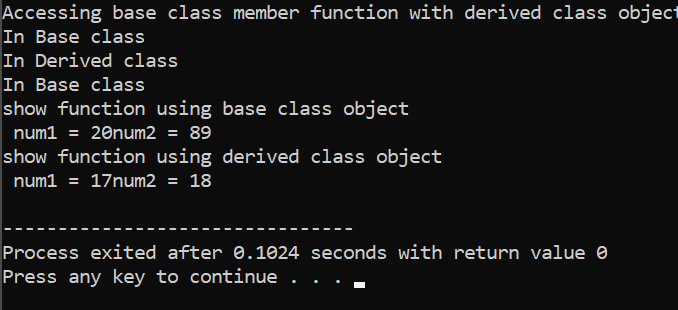 Accessing base class member function with derived class object
In Base class
In Derived class
In Base class
show function using base class object
 num1 = 20num2 = 89
show function using derived class object
 num1 = 17num2 = 18
--------------------------------
Process exited after 0.1024 seconds with return value 0
Press any key to continue . . .